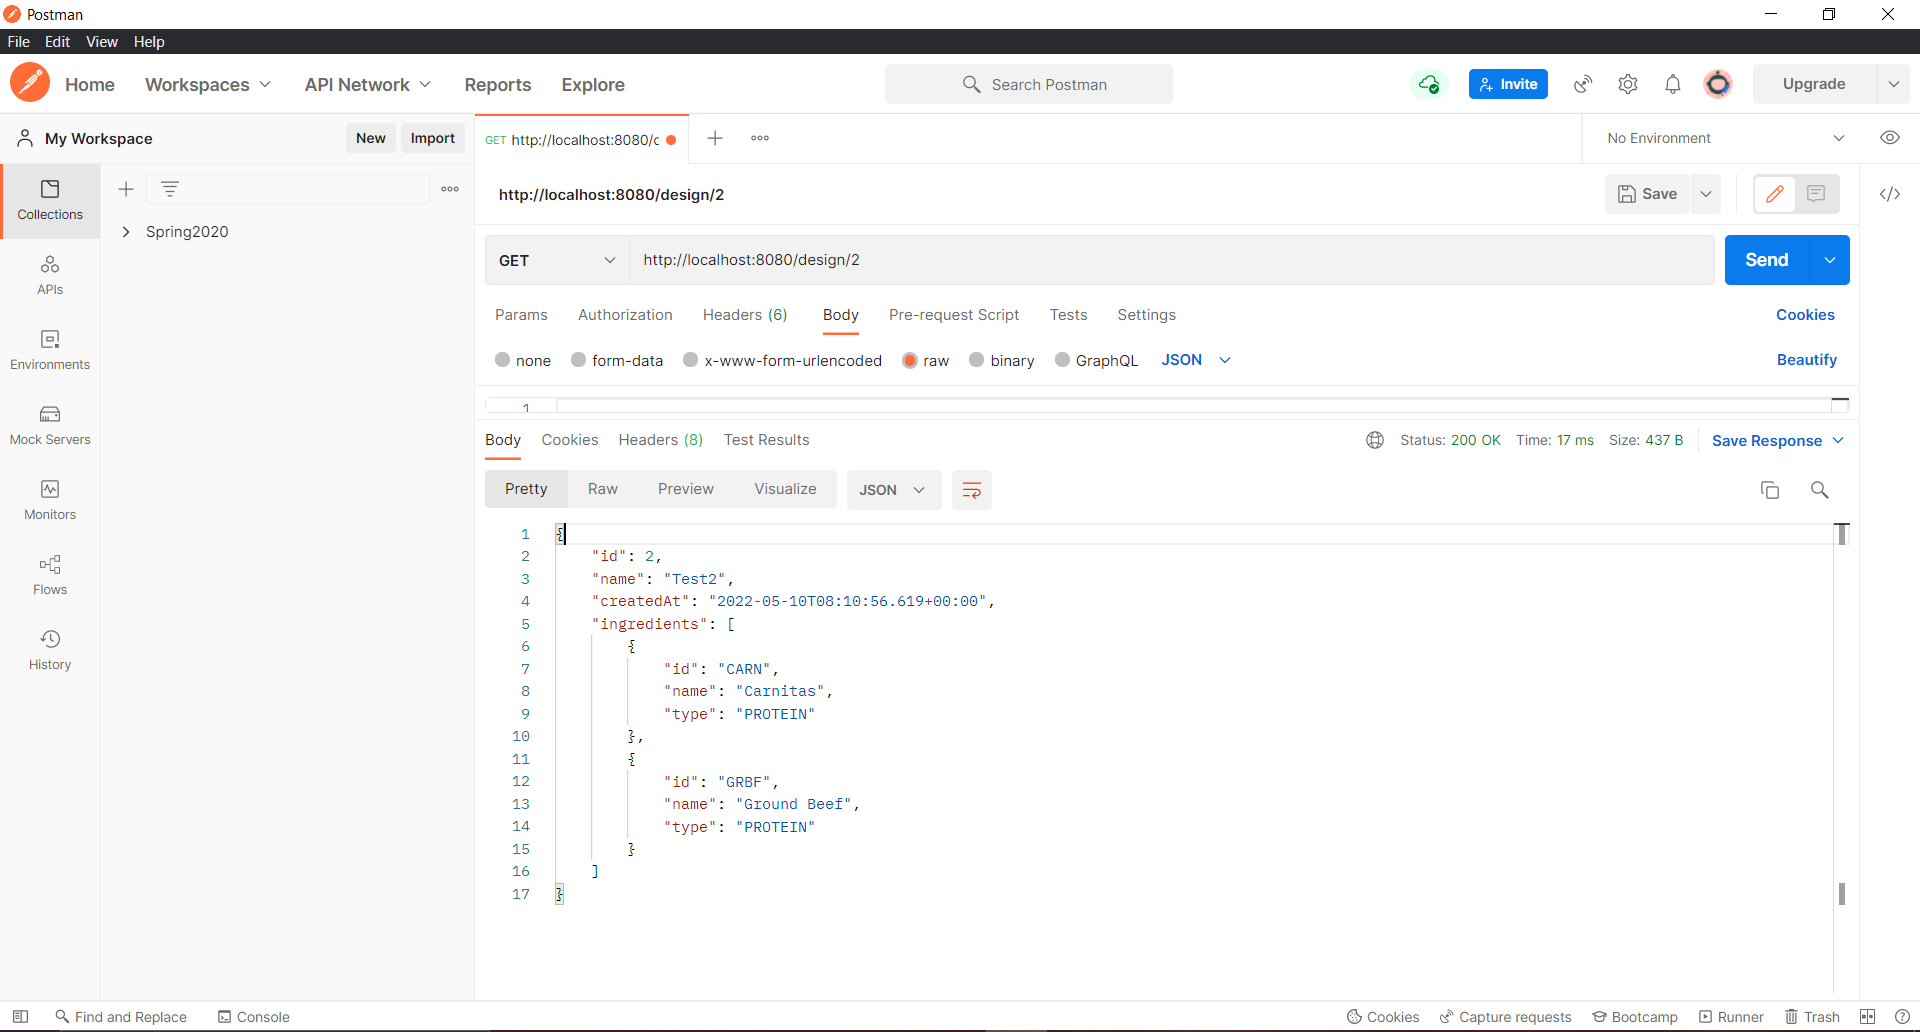 Postman
File Edit View Help
Home Workspaces API Network Reports Explore Search Postman Invite Upgrade
My Workspace New Import GET http://localhost:8080/d No Environment
http://localhost:8080/design/2 Save
Collections
Spring2020
GET http://localhost:8080/design/2 Send
APIs
Params Authorization Headers (6) Body Pre-request Script Tests Settings Cookies
Environments
none form-data x-www-form-urlencoded raw binary GraphQL JSON Beautify
1
Mock Servers
Body Cookies Headers (8) Test Results Status: 200 OK Time: 17 ms Size: 437 B Save Response
Pretty Raw Preview Visualize JSON
Monitors
Flows
History
1 {
2 "id": 2,
3 "name": "Test2",
4 "createdAt": "2022-05-10T08:10:56.619+00:00",
5 "ingredients": [
6 {
7 "id": "CARN",
8 "name": "Carnitas",
9 "type": "PROTEIN"
10 },
11 {
12 "id": "GRBF",
13 "name": "Ground Beef",
14 "type": "PROTEIN"
15 }
16 ]
17 }
Find and Replace Console Cookies Capture requests Bootcamp Runner Trash